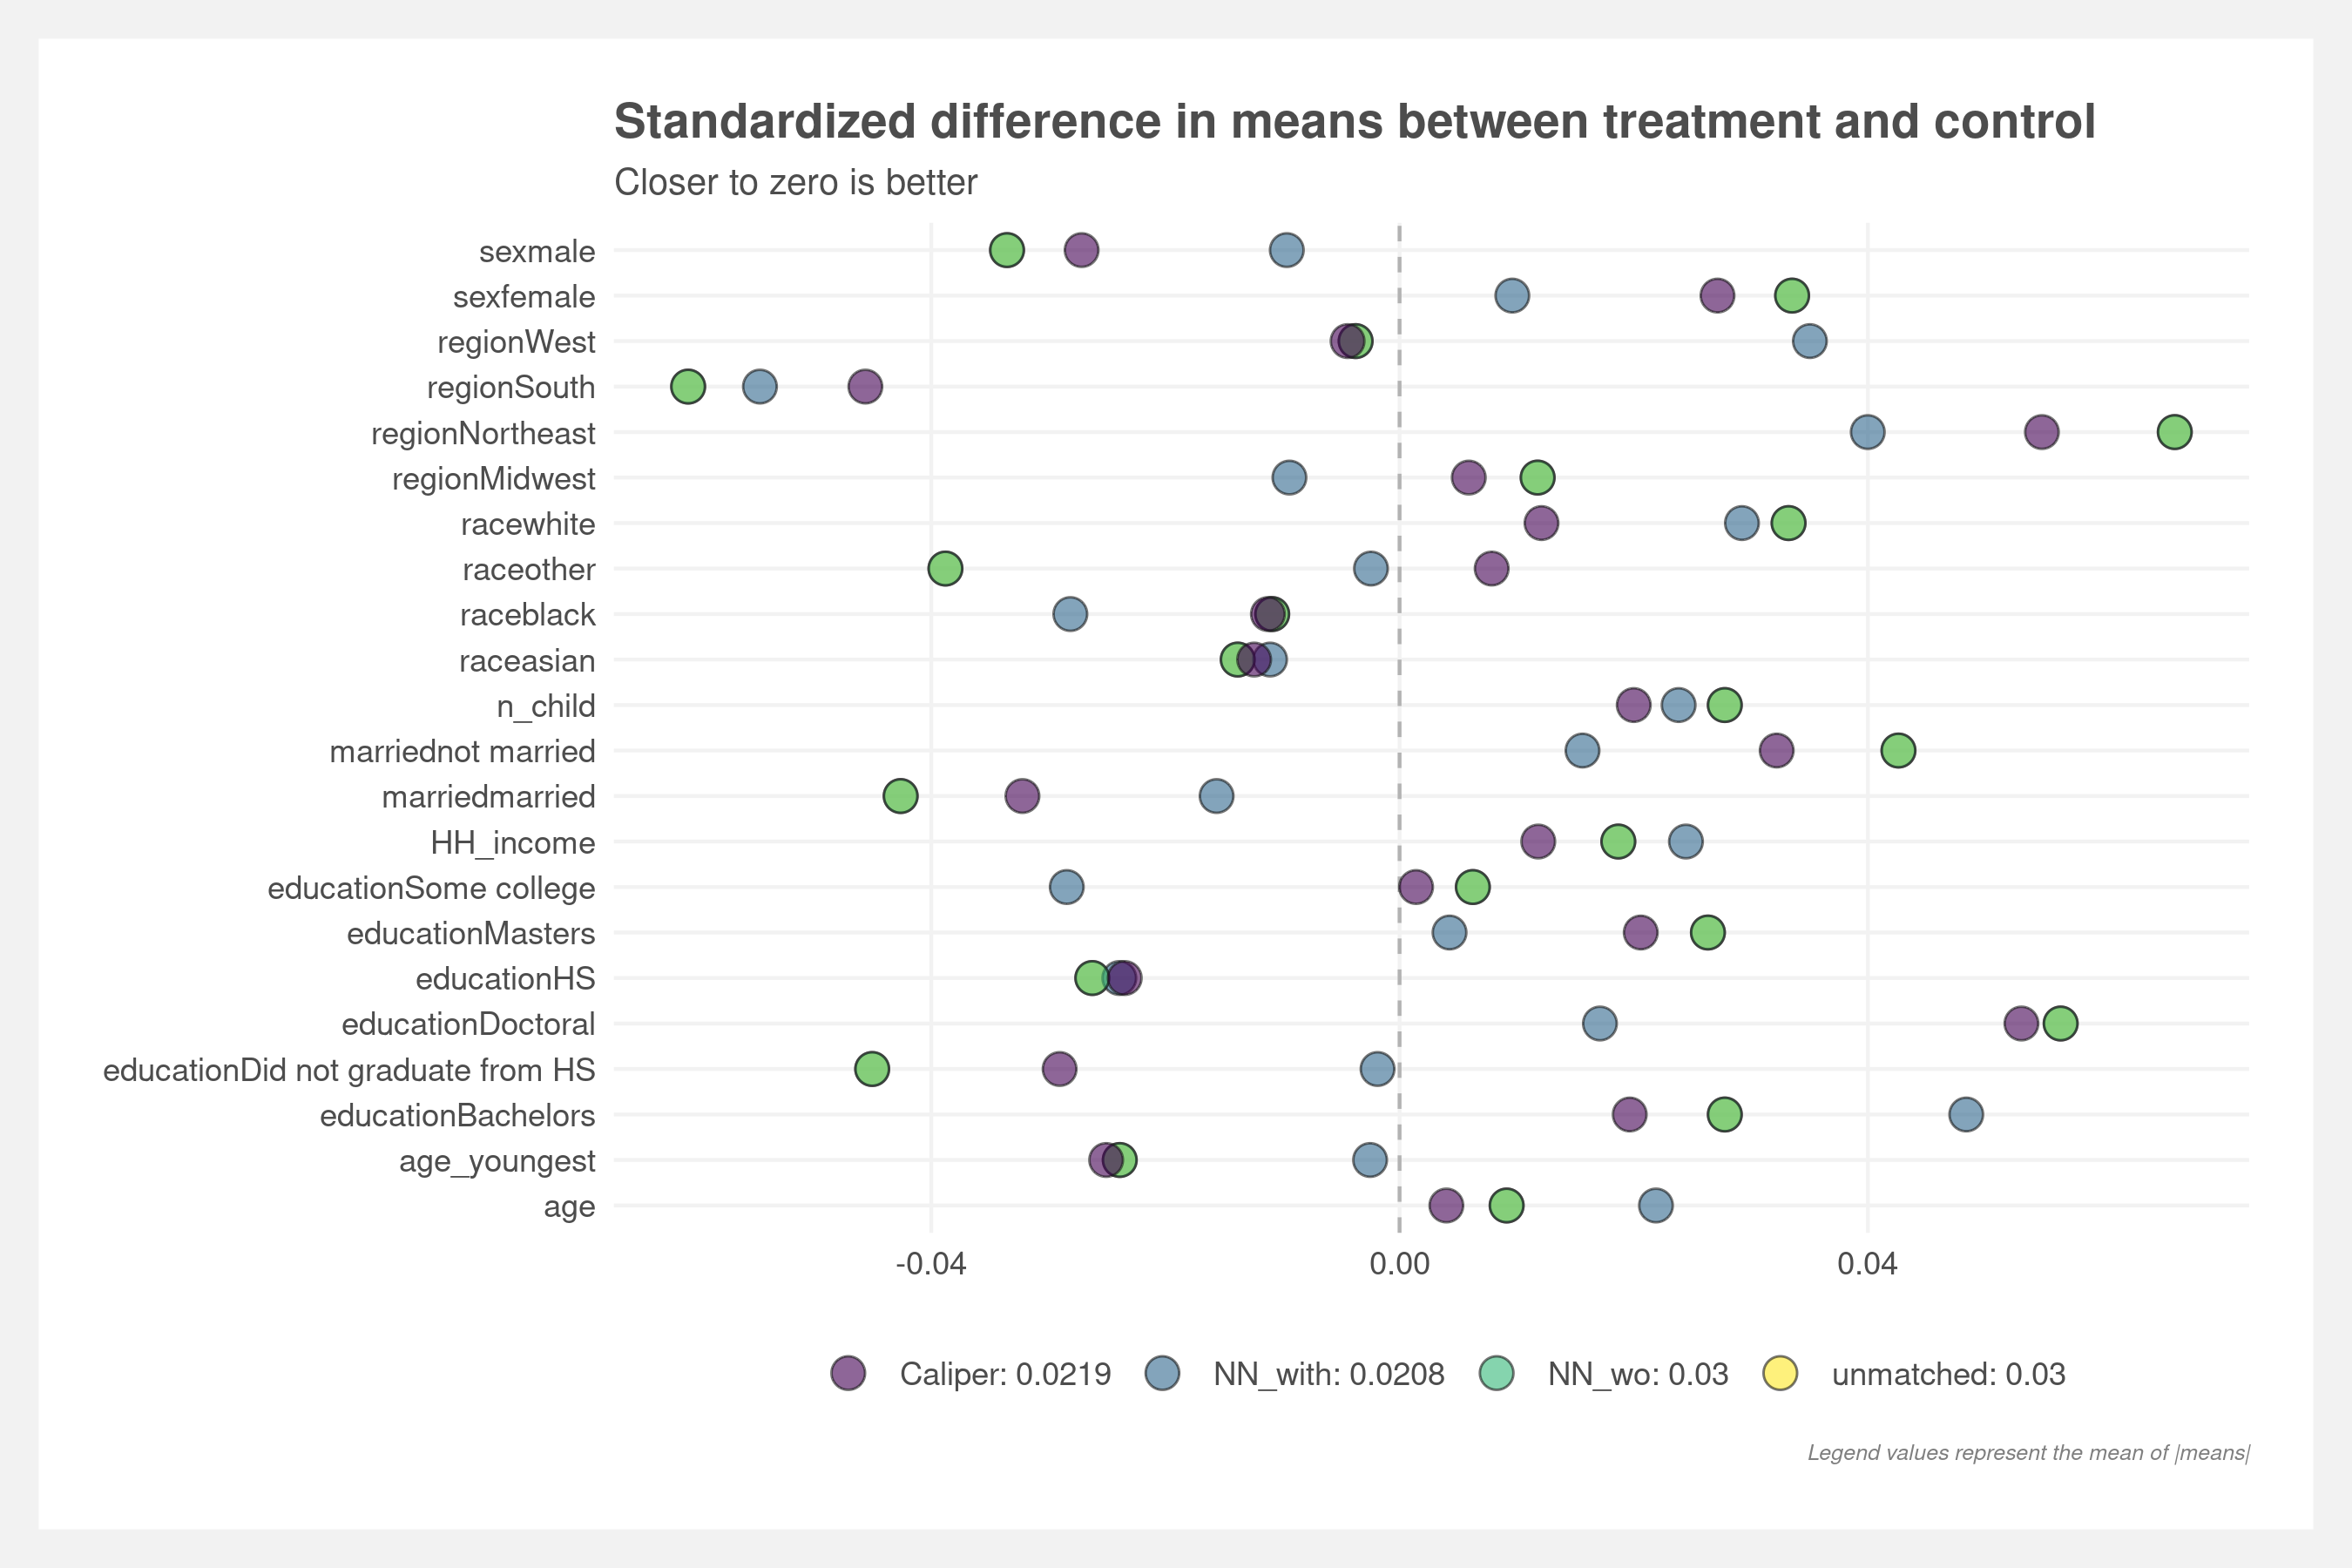 Standardized difference in means between treatment and control
Closer to zero is better
sexmale
sexfemale
regionWest
regionSouth
regionNortheast
regionMidwest
racewhite
raceother
raceblack
raceasian
n_child
marriednot married
marriedmarried
HH_income
educationSome college
educationMasters
educationHS
educationDoctoral
educationDid not graduate from HS
educationBachelors
age_youngest
age
-0.04 0.00 0.04
Caliper: 0.0219 NN_with: 0.0208 NN_wo: 0.03 unmatched: 0.03
Legend values represent the mean of |means|